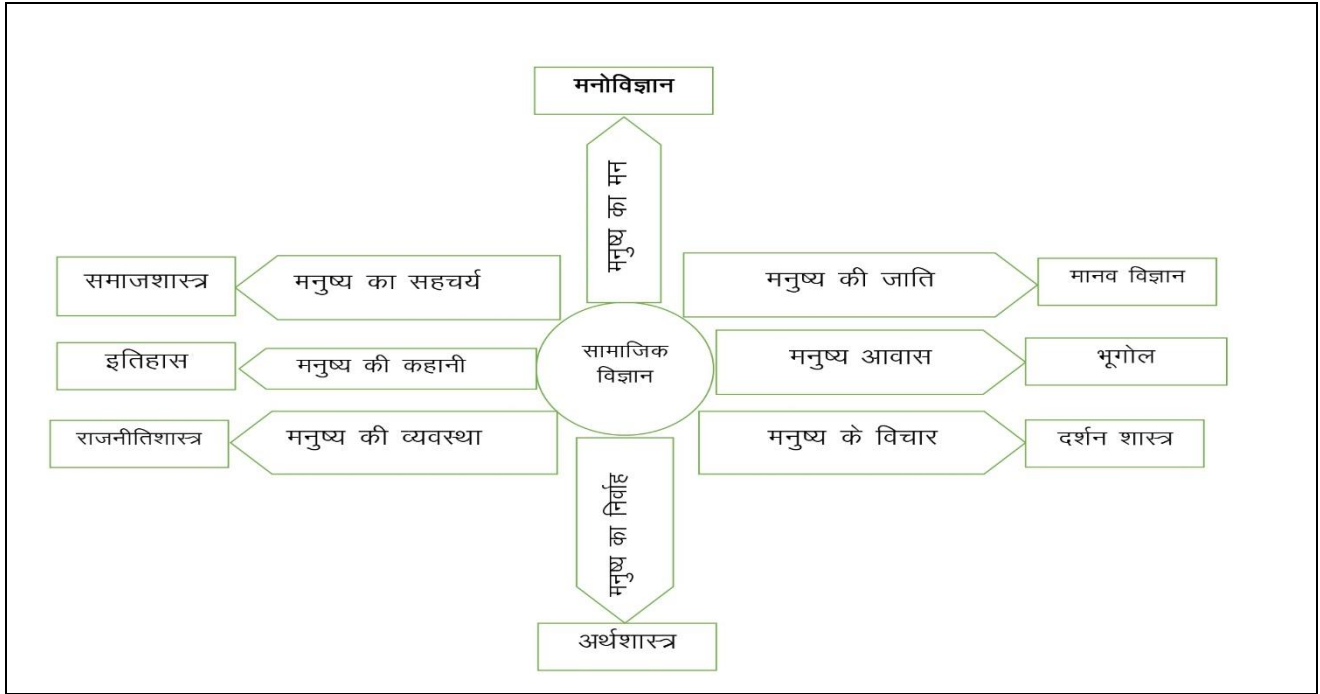 मनोविज्ञान
मनुष्य का मन
समाजशास्त्र
मनुष्य का सहचर्य
मनुष्य की जाति
मानव विज्ञान
इतिहास
मनुष्य की कहानी
सामाजिक
विज्ञान
मनुष्य आवास
भूगोल
राजनीतिशास्त्र
मनुष्य की व्यवस्था
मनुष्य के विचार
दर्शन शास्त्र
मनुष्य का निर्वाह
अर्थशास्त्र